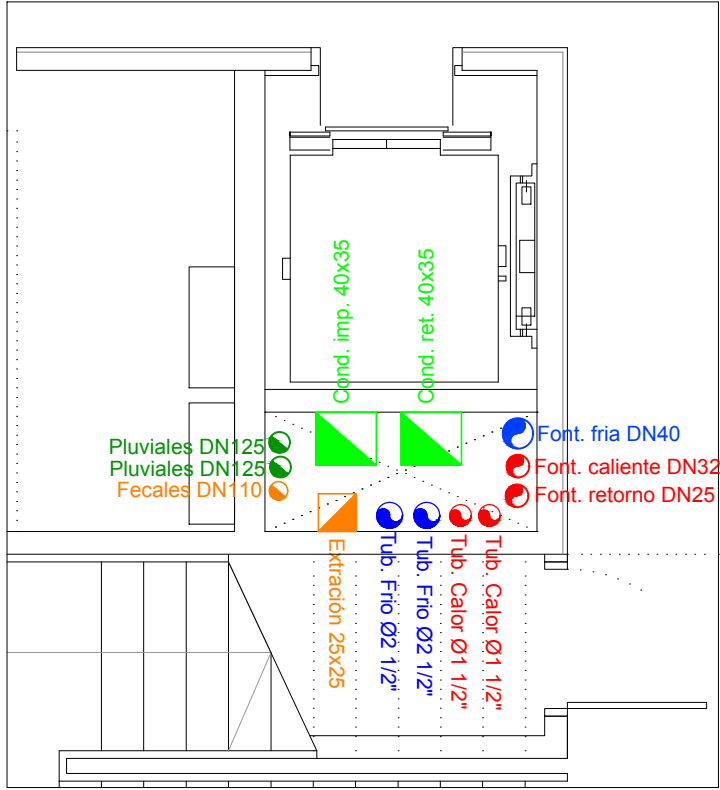 Cond. imp. 40x35
Cond. ret. 40x35
Pluviales DN125
Pluviales DN125
Fecales DN110
Font. fria DN40
Font. caliente DN32
Font. retorno DN25
Extración 25x25
Tub. Frio Ø2 1/2"
Tub. Frio Ø2 1/2"
Tub. Calor Ø1 1/2"
Tub. Calor Ø1 1/2"